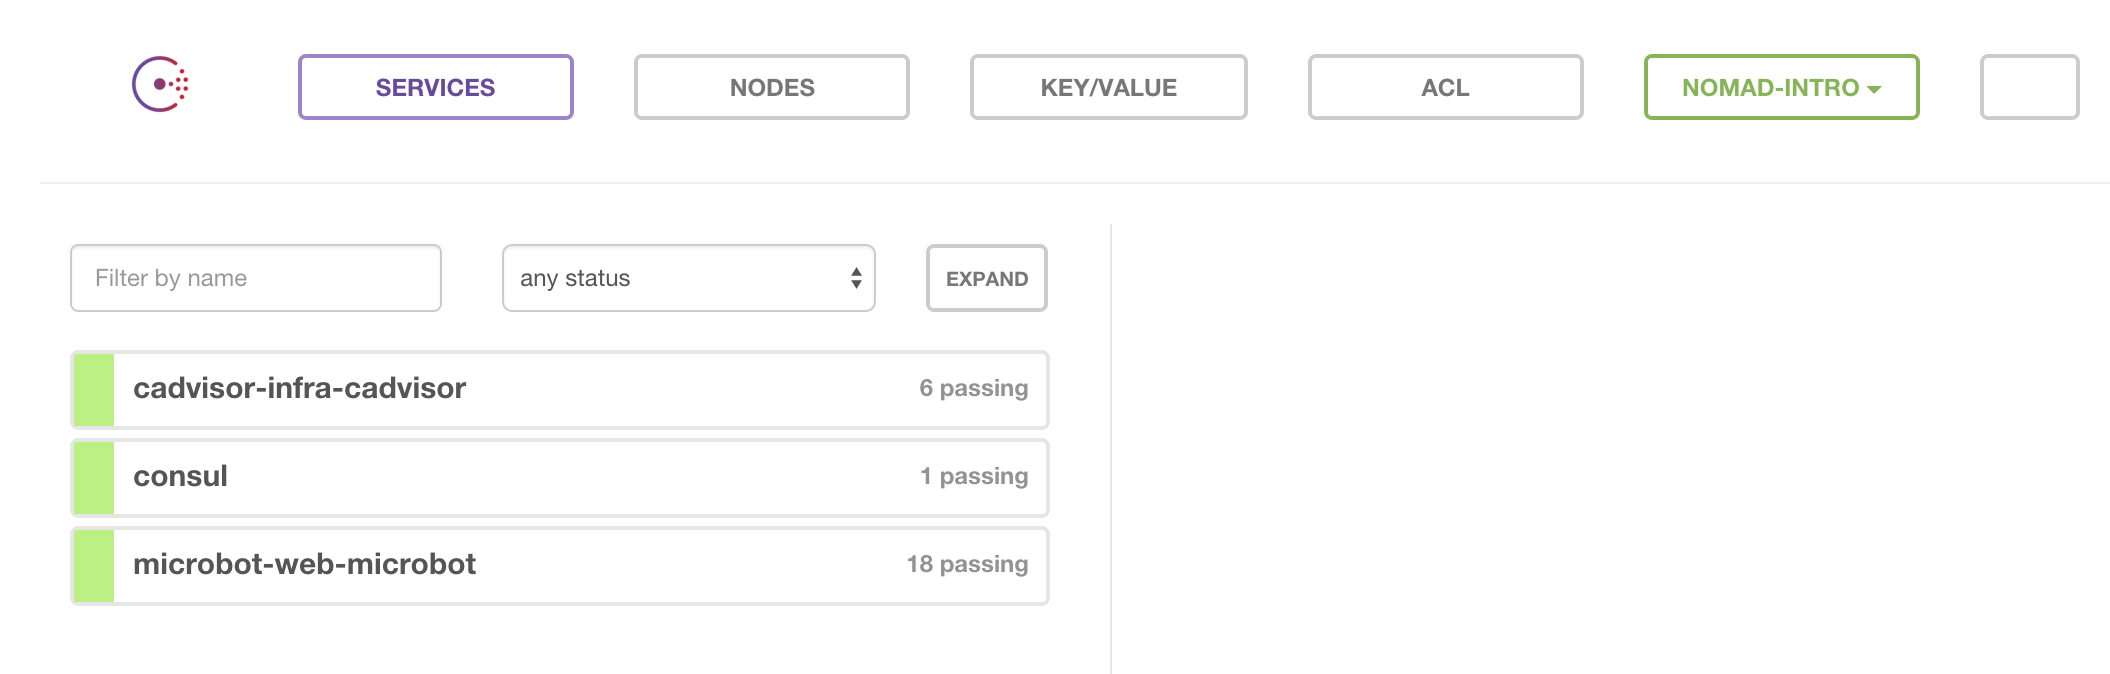 SERVICES NODES KEY/VALUE ACL NOMAD-INTRO
Filter by name any status EXPAND
cadvisor-infra-cadvisor 6 passing
consul 1 passing
microbot-web-microbot 18 passing